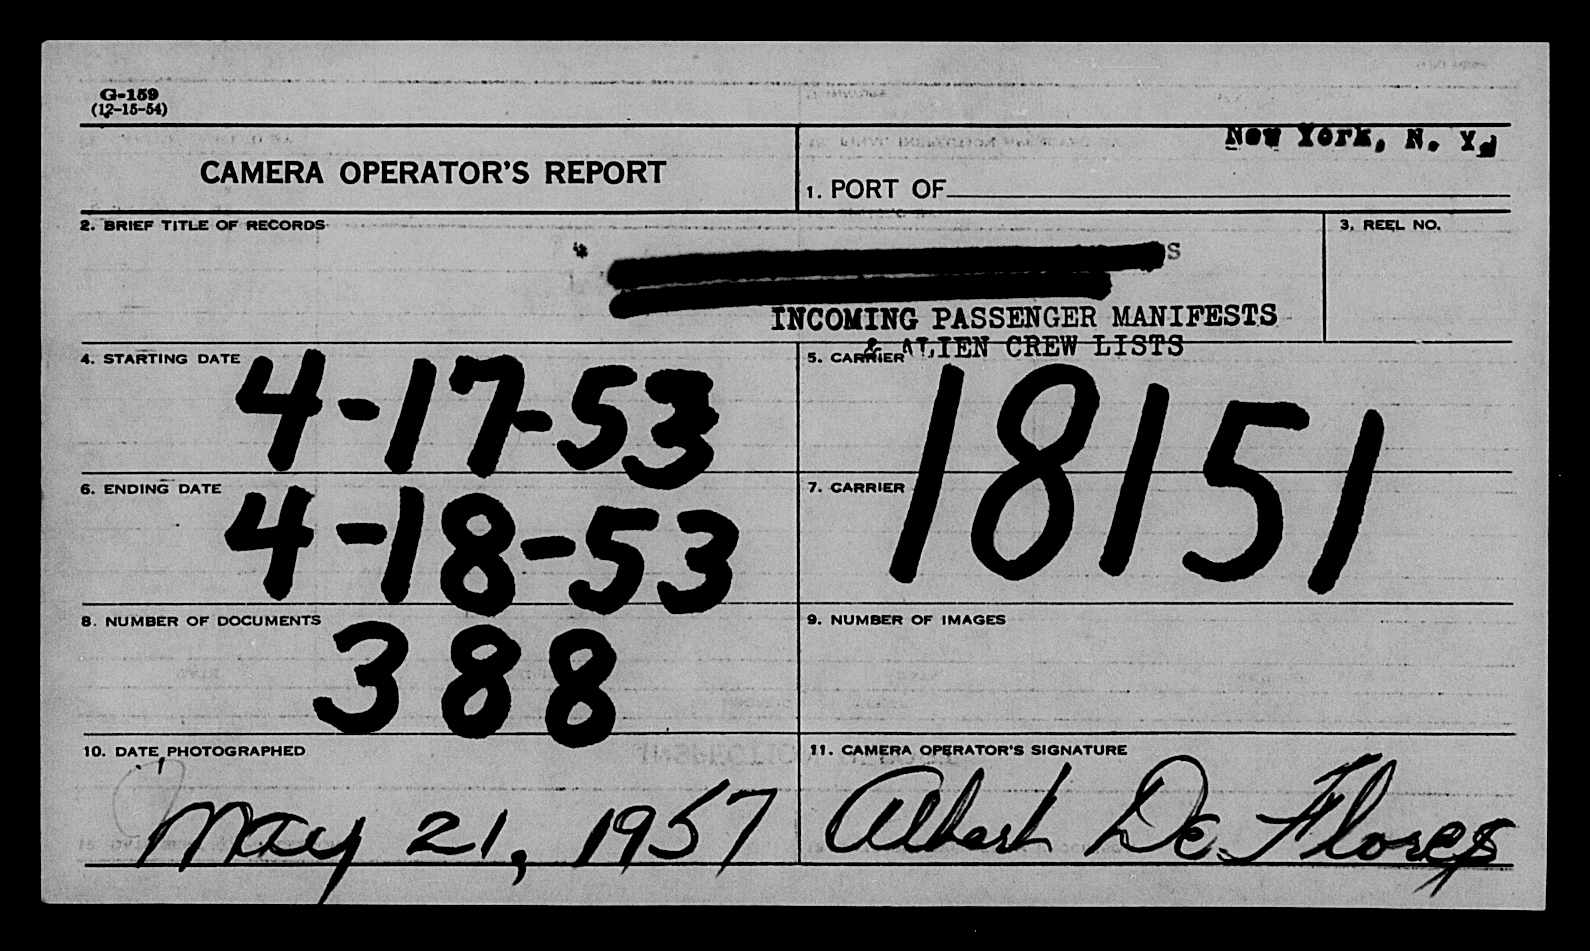 G-159
(12-15-54)
CAMERA OPERATOR'S REPORT
New York, N. Y.
1. PORT OF
2. BRIEF TITLE OF RECORDS
3. REEL NO.
S
INCOMING PASSENGER MANIFESTS
& ALIEN CREW LISTS
4. STARTING DATE
4-17-53
5. CARRIER
18151
6. ENDING DATE
4-18-53
7. CARRIER
8. NUMBER OF DOCUMENTS
388
9. NUMBER OF IMAGES
10. DATE PHOTOGRAPHED
May 21, 1957
11. CAMERA OPERATOR'S SIGNATURE
Albert De Flores